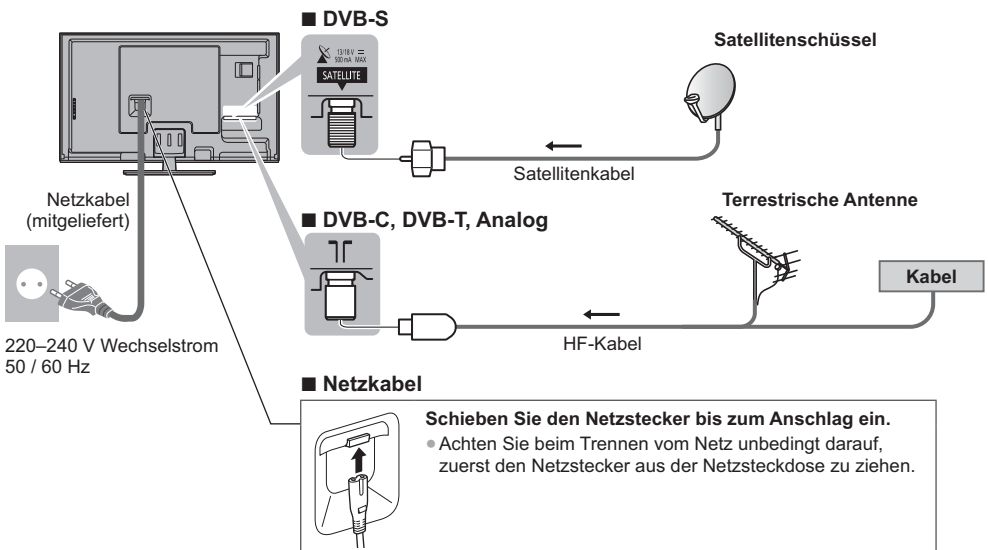 ■ DVB-S
13/18 V ⎓
500 mA MAX
SATELLITE
Satellitenschüssel
Satellitenkabel
Netzkabel
(mitgeliefert)
■ DVB-C, DVB-T, Analog
Terrestrische Antenne
Kabel
HF-Kabel
220–240 V Wechselstrom
50 / 60 Hz
■ Netzkabel
Schieben Sie den Netzstecker bis zum Anschlag ein.
● Achten Sie beim Trennen vom Netz unbedingt darauf,
zuerst den Netzstecker aus der Netzsteckdose zu ziehen.